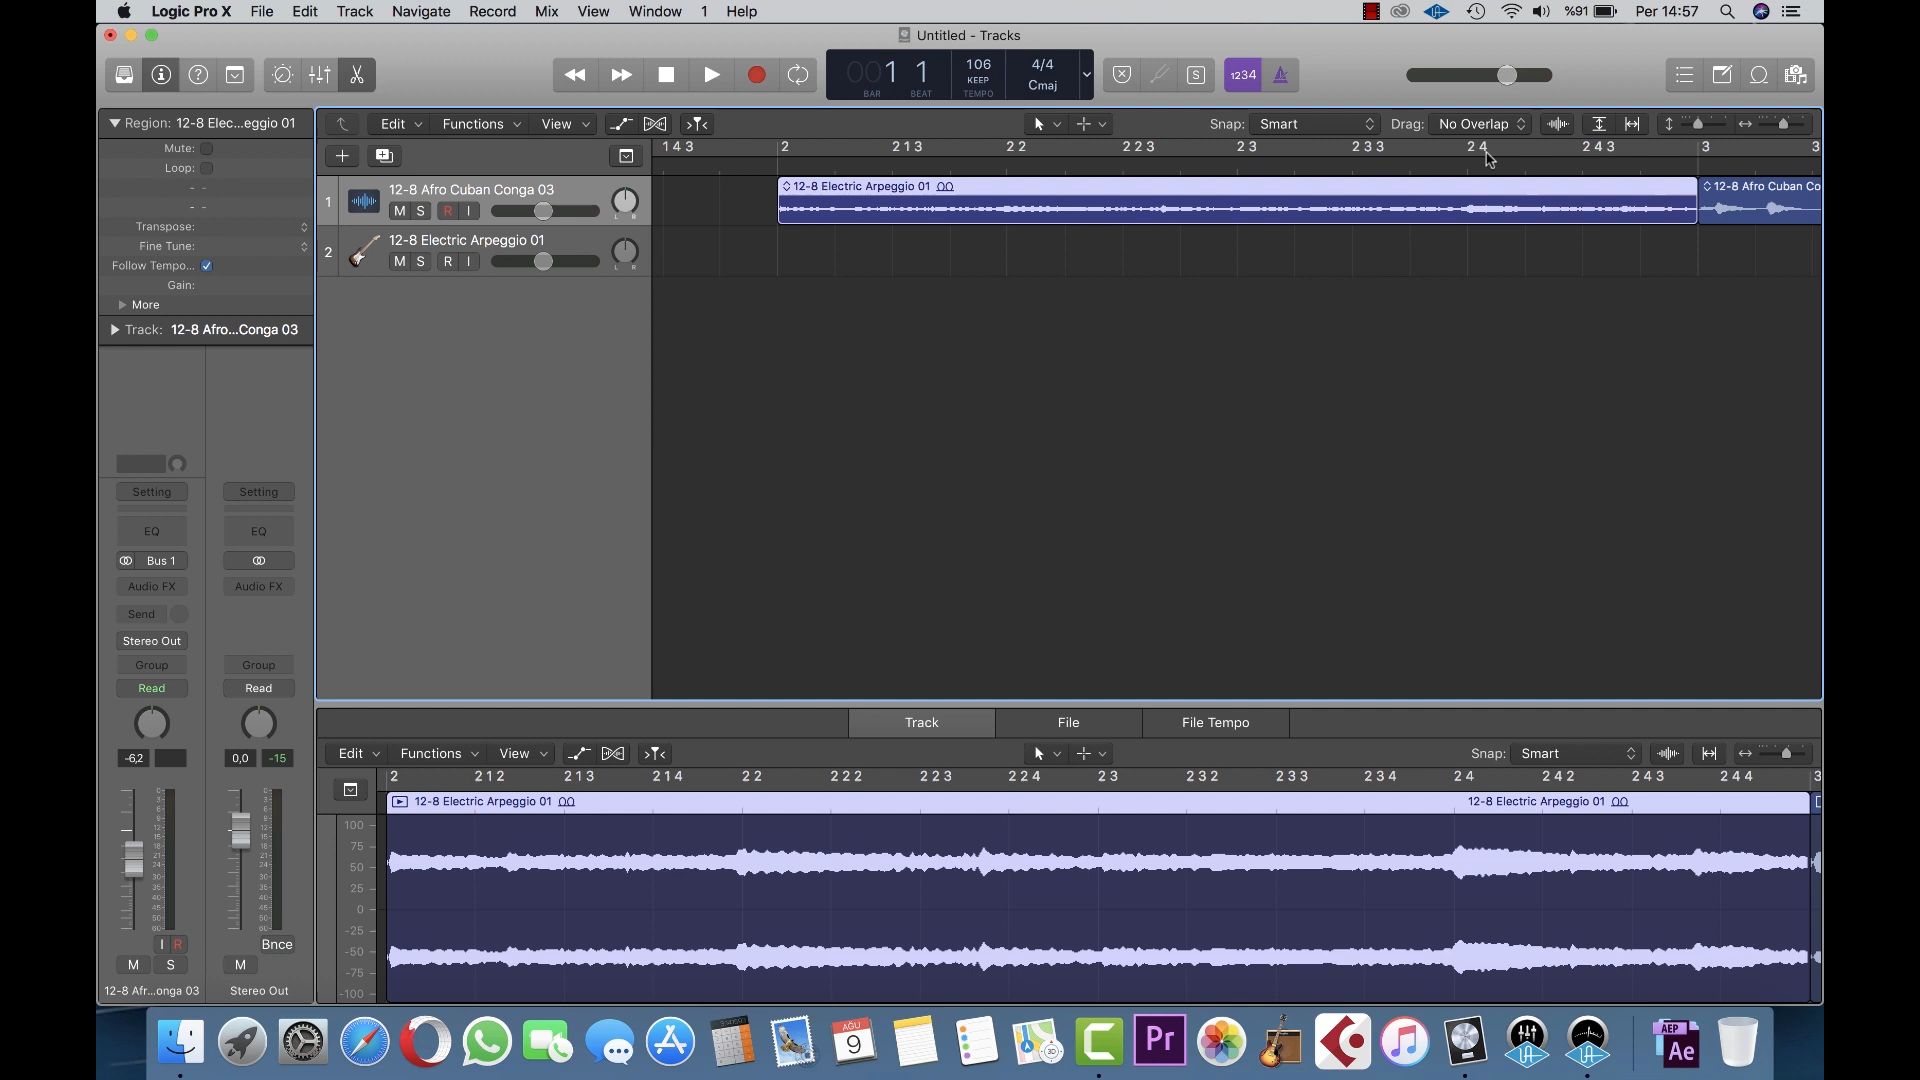 Logic Pro X File Edit Track Navigate Record Mix View Window 1 Help %91 Per 14:57
Untitled - Tracks
001 1 106 KEEP 4/4 Cmaj 1234
BAR BEAT TEMPO
Region: 12-8 Elec...eggio 01
Edit Functions View Snap: Smart Drag: No Overlap
Mute:
Loop:
- -
- -
Transpose:
Fine Tune:
Follow Tempo...
Gain:
More
Track: 12-8 Afro...Conga 03
1 4 3 2 2 1 3 2 2 2 2 3 2 3 2 3 3 2 4 2 4 3 3 3
1 12-8 Afro Cuban Conga 03
M S R I L R
12-8 Electric Arpeggio 01
12-8 Afro Cuban Co
2 12-8 Electric Arpeggio 01
M S R I L R
Setting Setting
EQ EQ
Bus 1
Audio FX Audio FX
Send
Stereo Out
Group Group
Read Read
-6,2 0,0 -15
I R Bnce
M S M
12-8 Afr...onga 03 Stereo Out
Track File File Tempo
Edit Functions View Snap: Smart
2 2 1 2 2 1 3 2 1 4 2 2 2 2 2 2 2 3 2 2 4 2 3 2 3 2 2 3 3 2 3 4 2 4 2 4 2 2 4 3 2 4 4 3
12-8 Electric Arpeggio 01 12-8 Electric Arpeggio 01
100
75
50
25
0
-25
-50
-75
-100
AĞU
9
3D
Pr
AEP
Ae